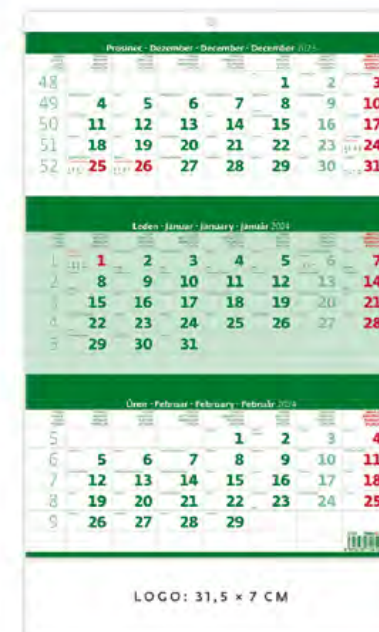 Prosinec · Dezember · December · December 2023
48 1 2 3
49 4 5 6 7 8 9 10
50 11 12 13 14 15 16 17
51 18 19 20 21 22 23 24
52 25 26 27 28 29 30 31
Leden · Januar · January · Január 2024
1 1 2 3 4 5 6 7
2 8 9 10 11 12 13 14
3 15 16 17 18 19 20 21
4 22 23 24 25 26 27 28
5 29 30 31
Únor · Februar · February · Február 2024
5 1 2 3 4
6 5 6 7 8 9 10 11
7 12 13 14 15 16 17 18
8 19 20 21 22 23 24 25
9 26 27 28 29
LOGO: 31,5 × 7 CM